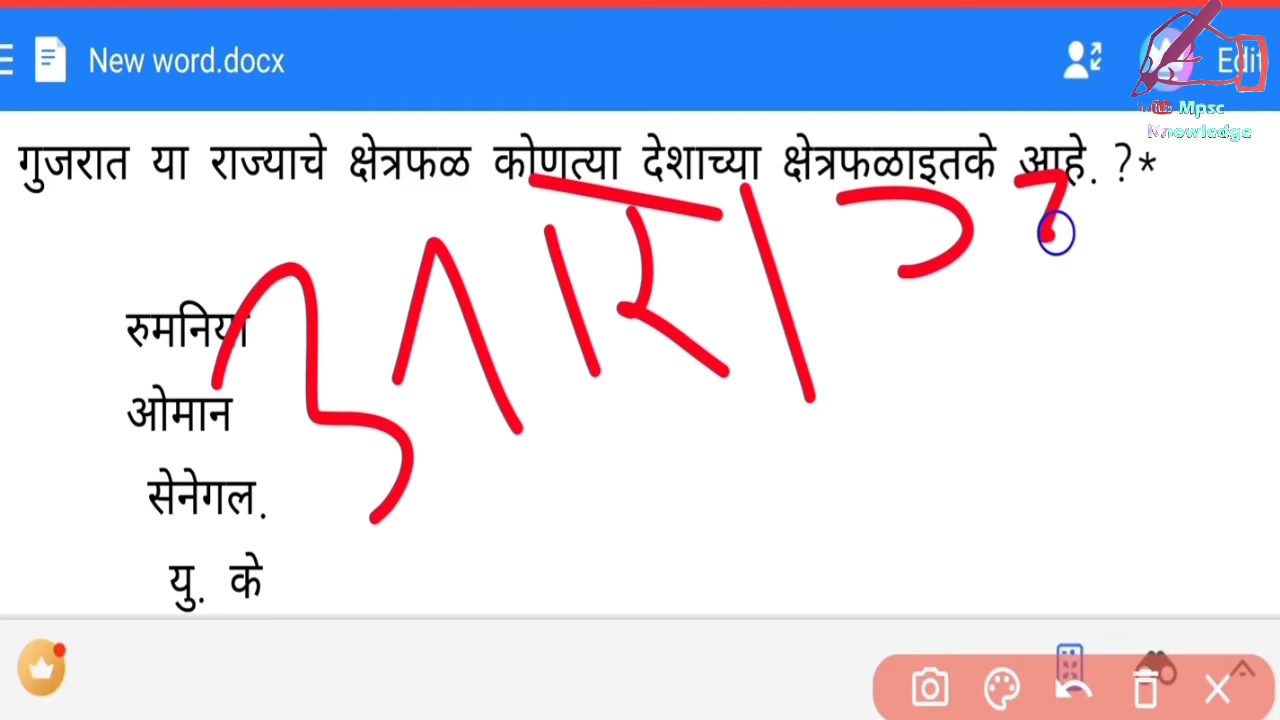 New word.docx
Edit
Mpsc
Knowledge
गुजरात या राज्याचे क्षेत्रफळ कोणत्या देशाच्या क्षेत्रफळाइतके आहे. ?*
रुमनिया
ओमान
सेनेगल.
यु. के